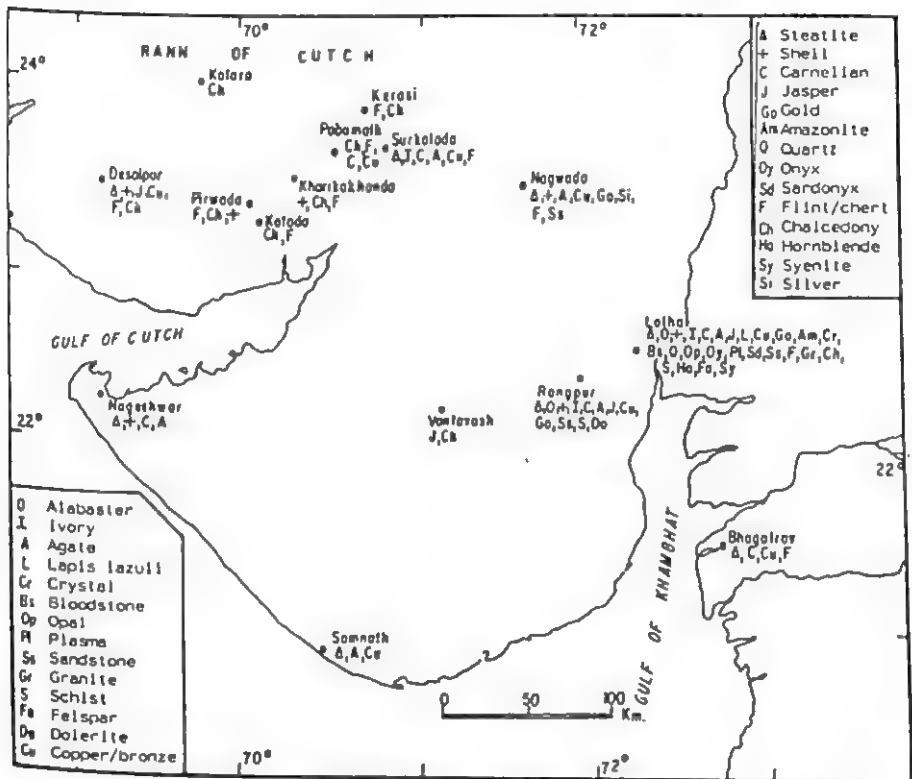 70°
72°
24°
RANN OF CUTCH
Kotara
Ch
Kerasi
F, Ch
Pabamath
Ch, F,
C, Cu
Surkotada
Δ, J, C, A, Cu, F
Desalpur
Δ, +, J, Cu,
F, Ch
Pirwada
F, Ch, +
Kharikakhanda
+, Ch, F
Katada
Ch, F
Nagwada
Δ, +, A, Cu, Go, Si,
F, Ss
Δ Steatite
+ Shell
C Carnelian
J Jasper
Go Gold
Am Amazonite
Q Quartz
Oy Onyx
Sd Sardonyx
F Flint/chert
Ch Chalcedony
Ho Hornblende
Sy Syenite
Si Silver
GULF OF CUTCH
Nageshwar
Δ, +, C, A
Lothal
Δ, O, +, I, C, A, J, L, Cu, Go, Am, Cr,
Bs, Q, Op, Oy, Pl, Sd, Ss, F, Gr, Ch,
S, Ho, Fe, Sy
Rangpur
Δ, O, +, I, C, A, J, Cu,
Go, Ss, S, Do
Vantavash
J, Ch
22°
22°
O Alabaster
I Ivory
A Agate
L Lapis lazuli
Cr Crystal
Bs Bloodstone
Op Opal
Pl Plasma
Ss Sandstone
Gr Granite
S Schist
Fe Felspar
Do Dolerite
Cu Copper/bronze
Bhagatrav
Δ, C, Cu, F
GULF OF KHAMBHAT
Somnath
Δ, A, Cu
0 50 100
Km.
70°
72°